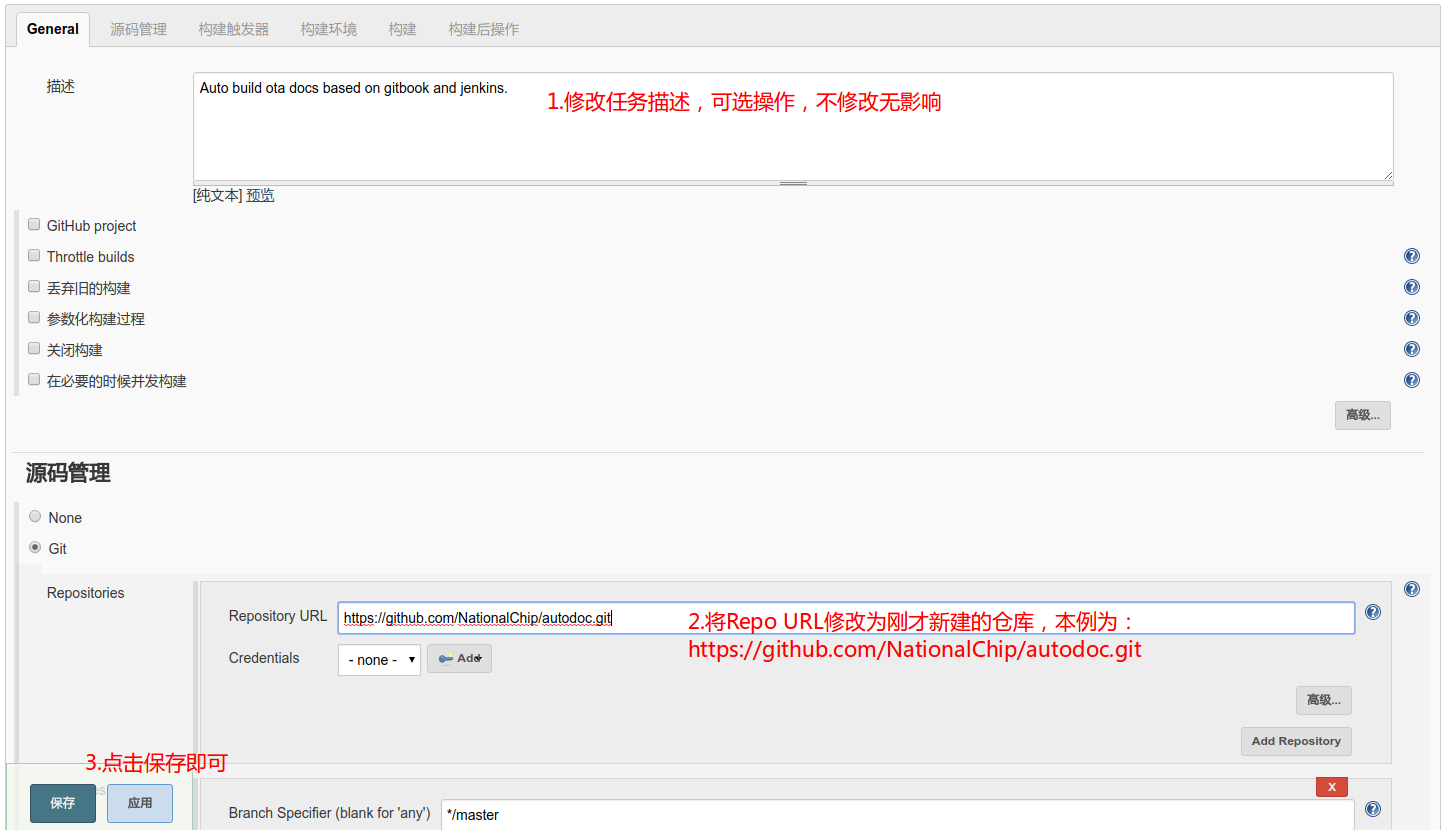 General 源码管理 构建触发器 构建环境 构建 构建后操作
描述
Auto build ota docs based on gitbook and jenkins.
1.修改任务描述，可选操作，不修改无影响
[纯文本] 预览
GitHub project
Throttle builds
丢弃旧的构建
参数化构建过程
关闭构建
在必要的时候并发构建
高级...
源码管理
None
Git
Repositories
Repository URL https://github.com/NationalChip/autodoc.git
2.将Repo URL修改为刚才新建的仓库，本例为：
https://github.com/NationalChip/autodoc.git
Credentials - none - Add
高级...
Add Repository
3.点击保存即可
保存 应用
X
Branch Specifier (blank for 'any') */master